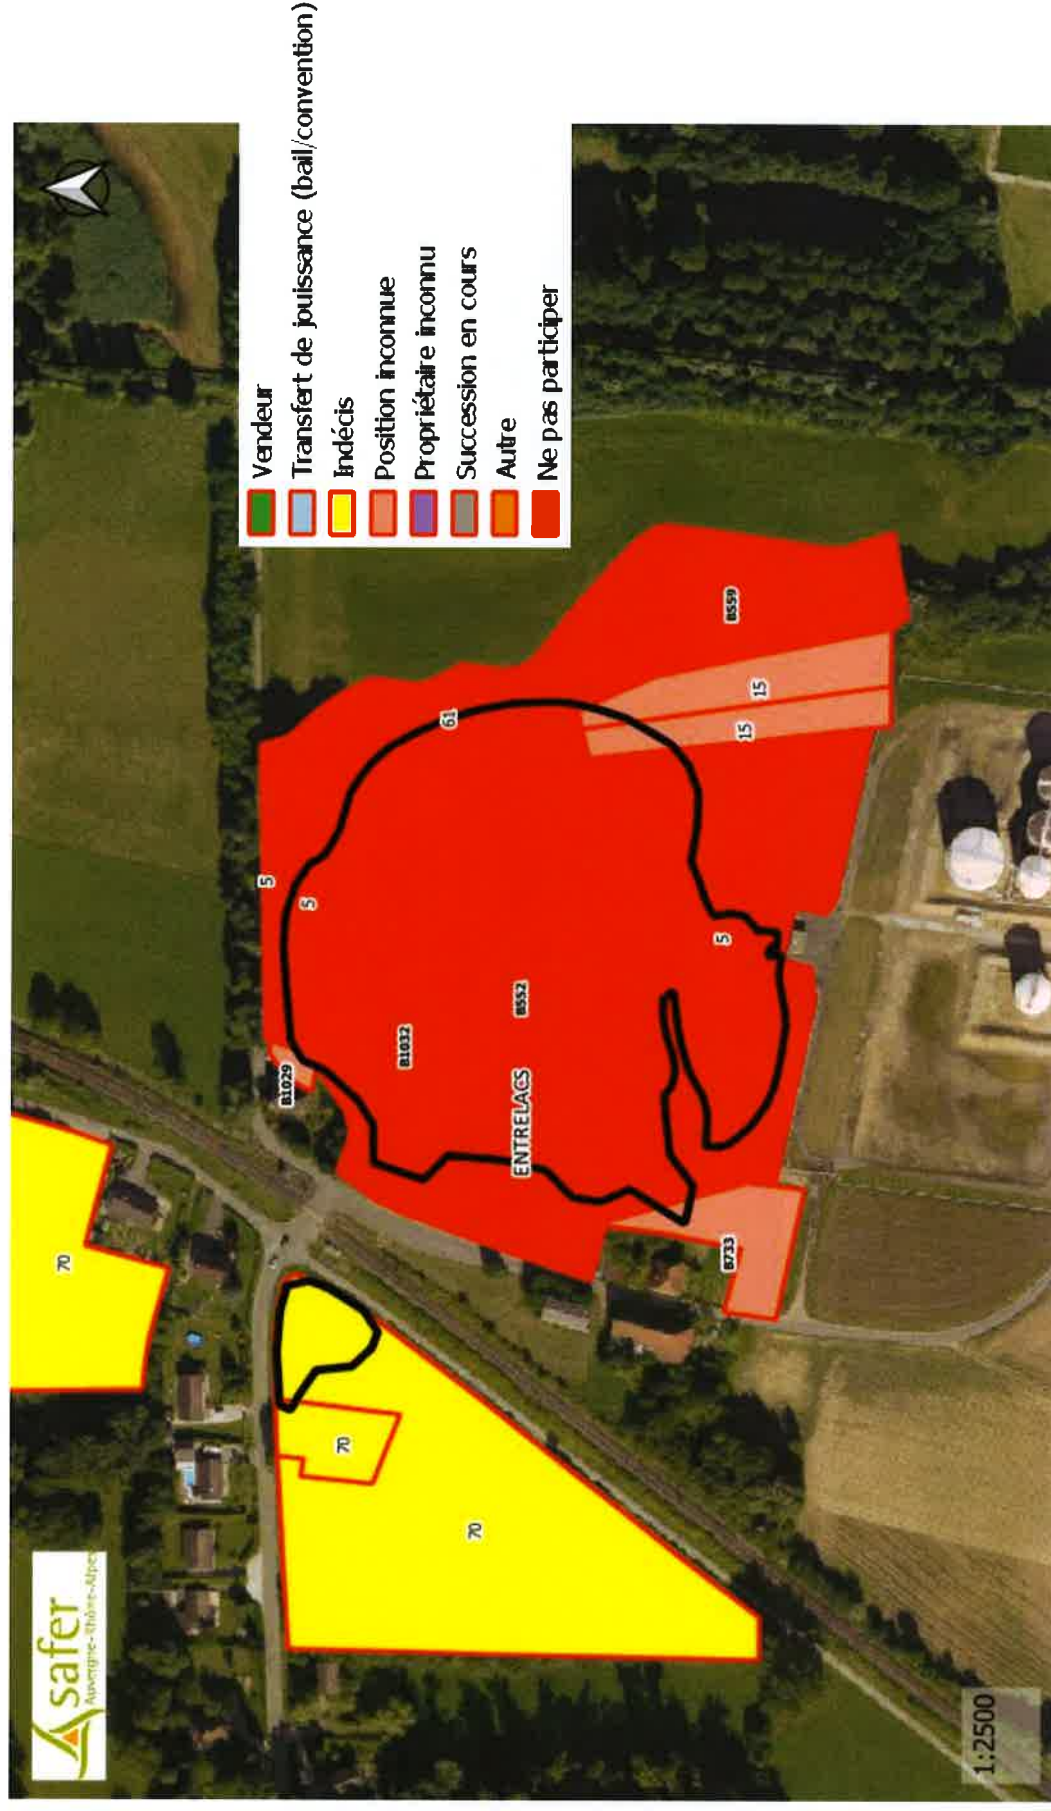 safer
Auvergne-Rhône-Alpes
Vendeur
Transfert de jouissance (bail/convention)
Indécis
Position inconnue
Propriétaire inconnu
Succession en cours
Autre
Ne pas participer
70
70
70
B1029
5
5
61
B1032
B552
ENTRELACS
B733
5
15
15
B559
1:2500